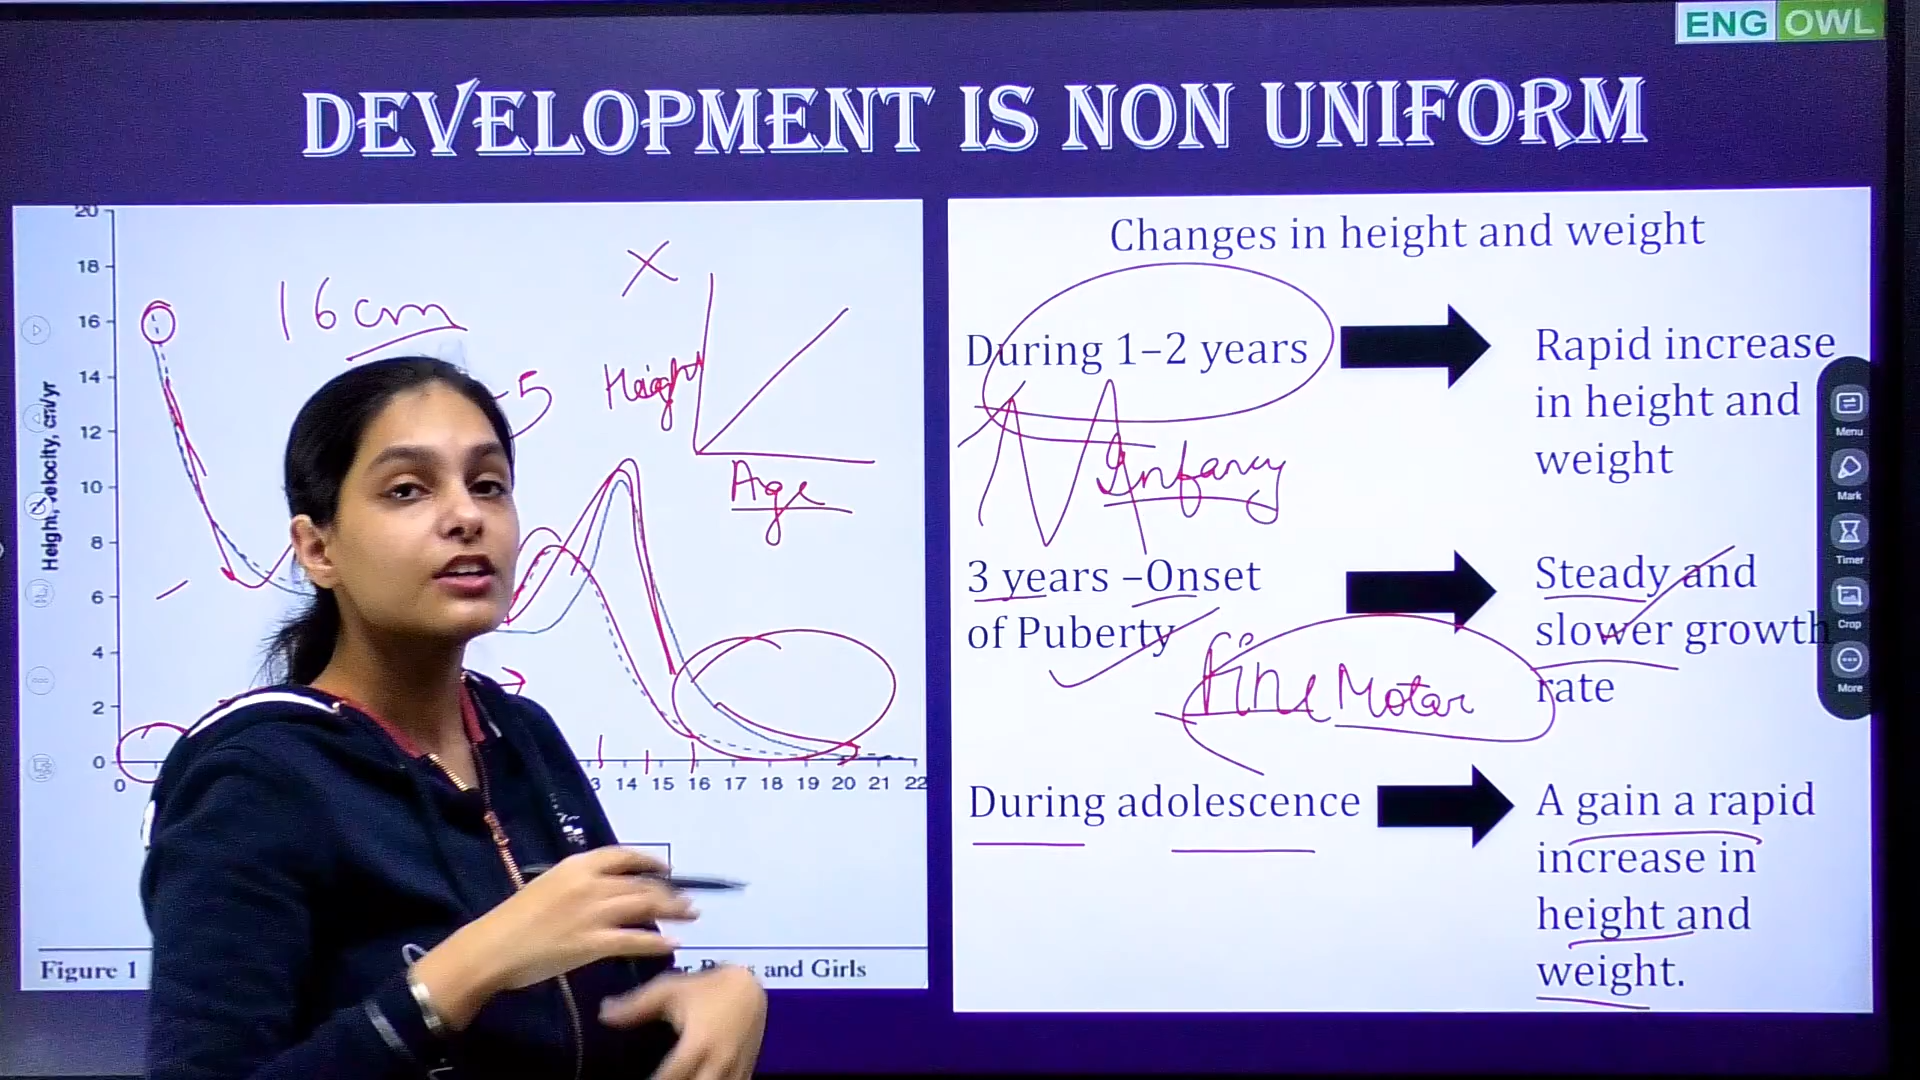 ENG OWL
DEVELOPMENT IS NON UNIFORM
20
18
16
14
12
10
8
6
4
2
0
Height, velocity, cm/yr
0
3 14 15 16 17 18 19 20 21 22
16 cm
5
X
Height
Age
Figure 1
and Girls
Changes in height and weight
During 1–2 years
Rapid increase
in height and
weight
Infancy
3 years –Onset
of Puberty
Steady and
slower growth
rate
fine Motor
During adolescence
A gain a rapid
increase in
height and
weight.
Menu
Mark
Timer
Crop
More